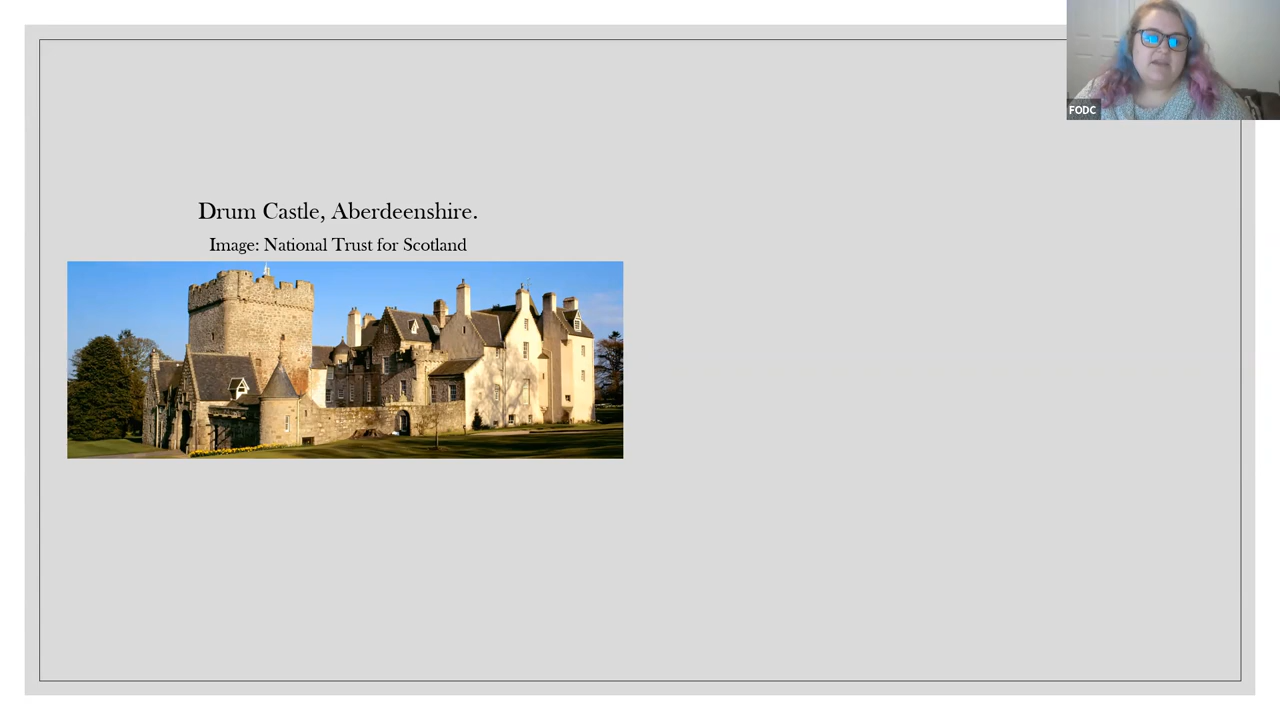 FODC
Drum Castle, Aberdeenshire.
Image: National Trust for Scotland